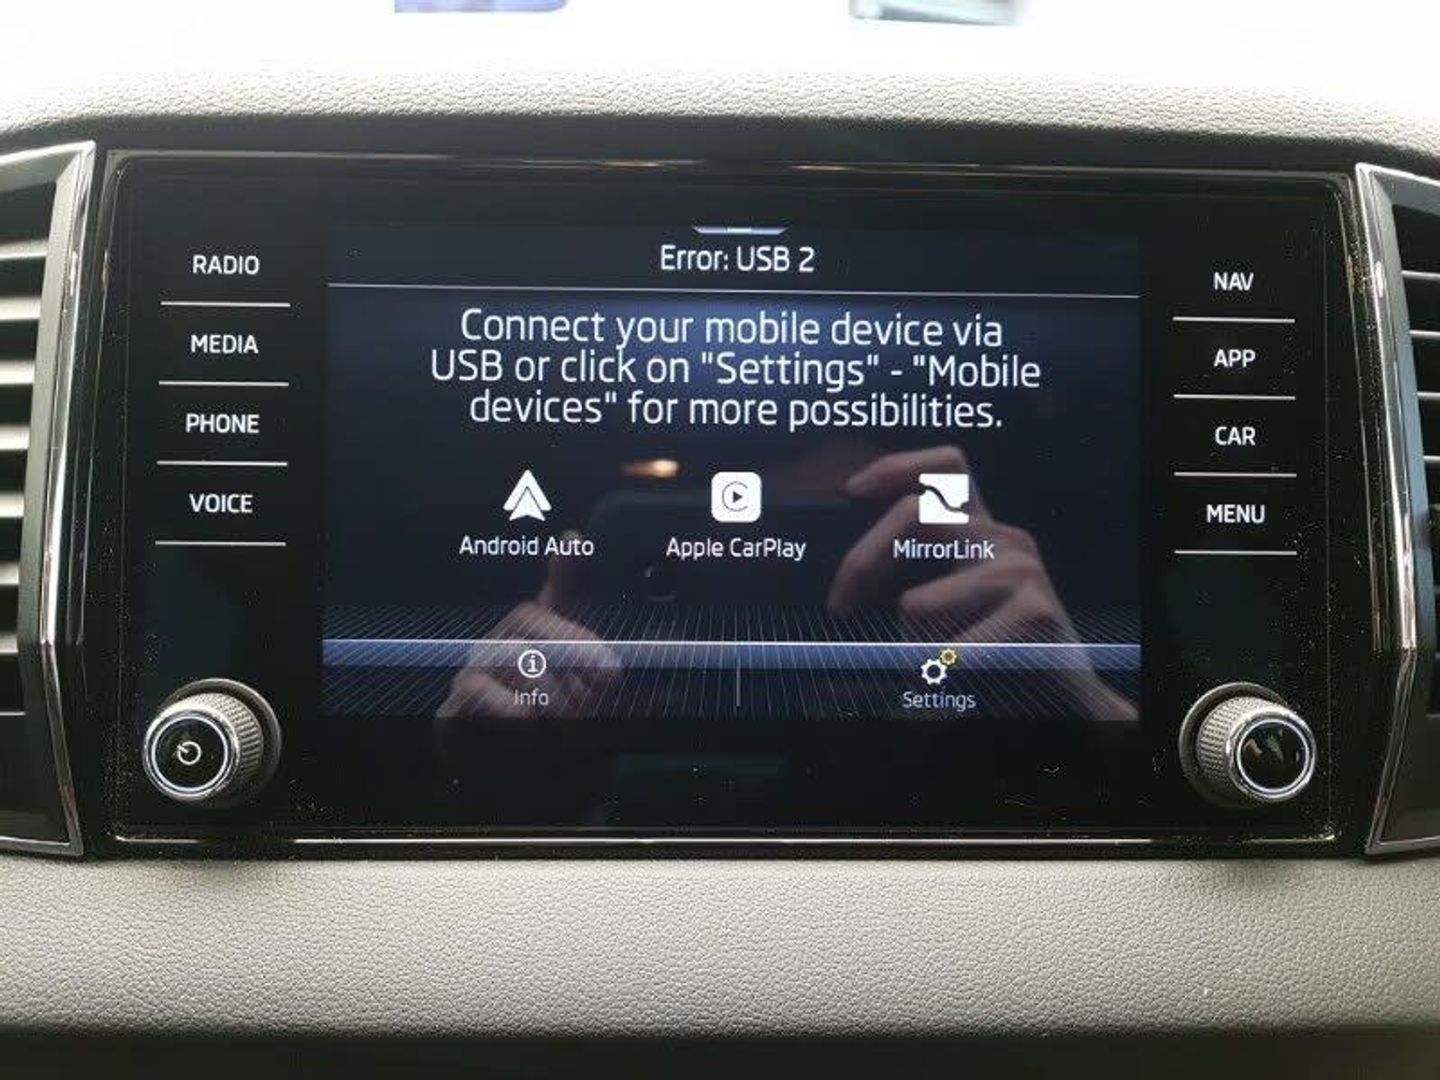 Error: USB 2
RADIO
MEDIA
PHONE
VOICE
Connect your mobile device via
USB or click on "Settings" - "Mobile
devices" for more possibilities.
Android Auto
Apple CarPlay
MirrorLink
Info
Settings
NAV
APP
CAR
MENU